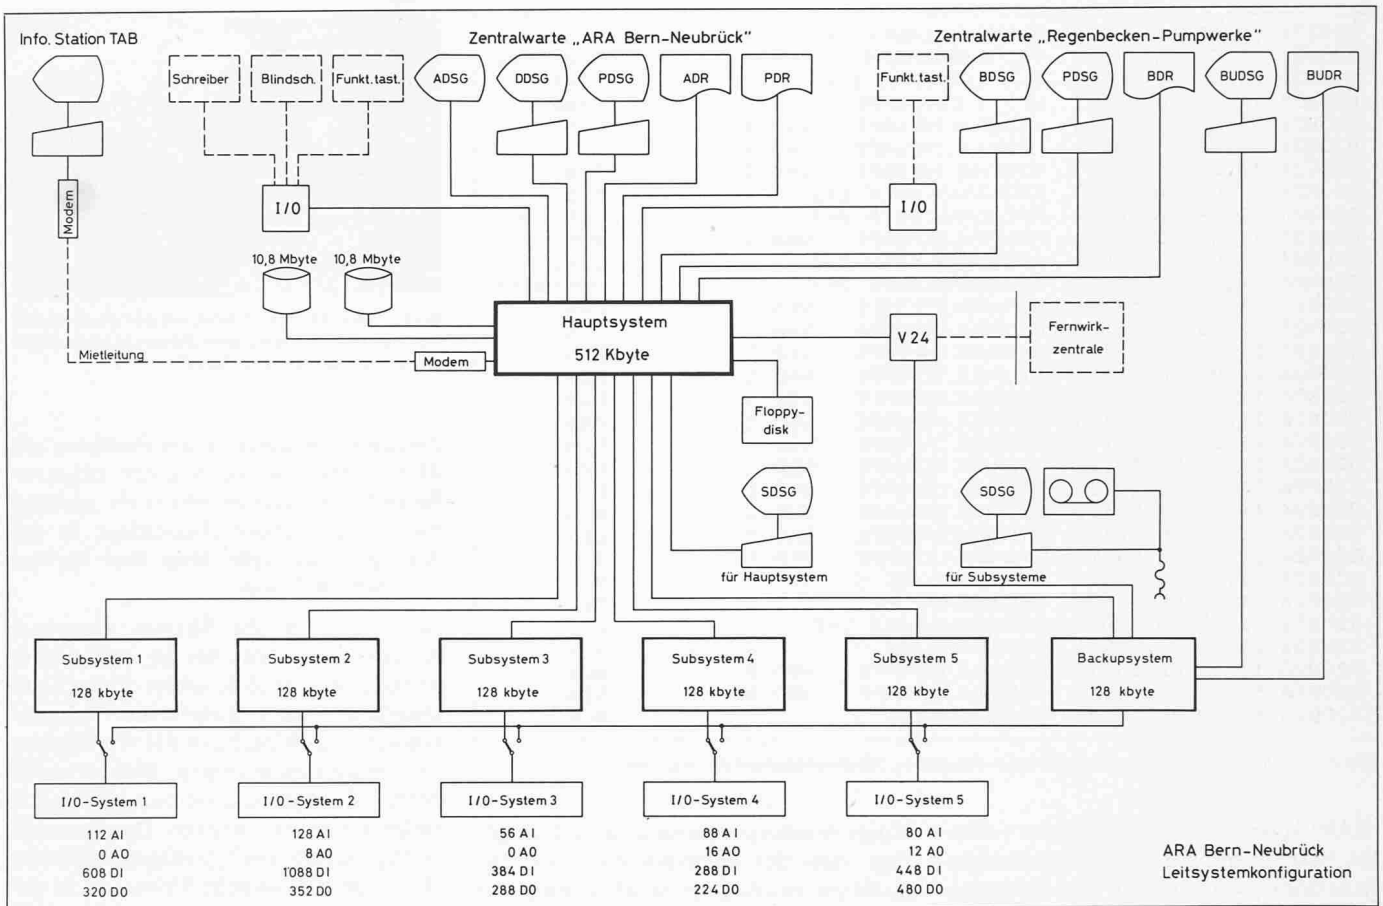 Info. Station TAB
Zentralwarte „ARA Bern-Neubrück"
Zentralwarte „Regenbecken-Pumpwerke"
Schreiber
Blindsch.
Funkt.tast.
ADSG
DDSG
PDSG
ADR
PDR
Funkt.tast.
BDSG
PDSG
BDR
BUDSG
BUDR
Modem
I/O
I/O
10,8 Mbyte
10,8 Mbyte
Hauptsystem
512 Kbyte
V24
Fernwirk-
zentrale
Mietleitung
Modem
Floppy-
disk
SDSG
für Hauptsystem
SDSG
für Subsysteme
Subsystem 1
128 kbyte
Subsystem 2
128 kbyte
Subsystem 3
128 kbyte
Subsystem 4
128 kbyte
Subsystem 5
128 kbyte
Backupsystem
128 kbyte
I/O-System 1
I/O-System 2
I/O-System 3
I/O-System 4
I/O-System 5
112 AI
0 AO
608 DI
320 DO
128 AI
8 AO
1'088 DI
352 DO
56 AI
0 AO
384 DI
288 DO
88 AI
16 AO
288 DI
224 DO
80 AI
12 AO
448 DI
480 DO
ARA Bern-Neubrück
Leitsystemkonfiguration